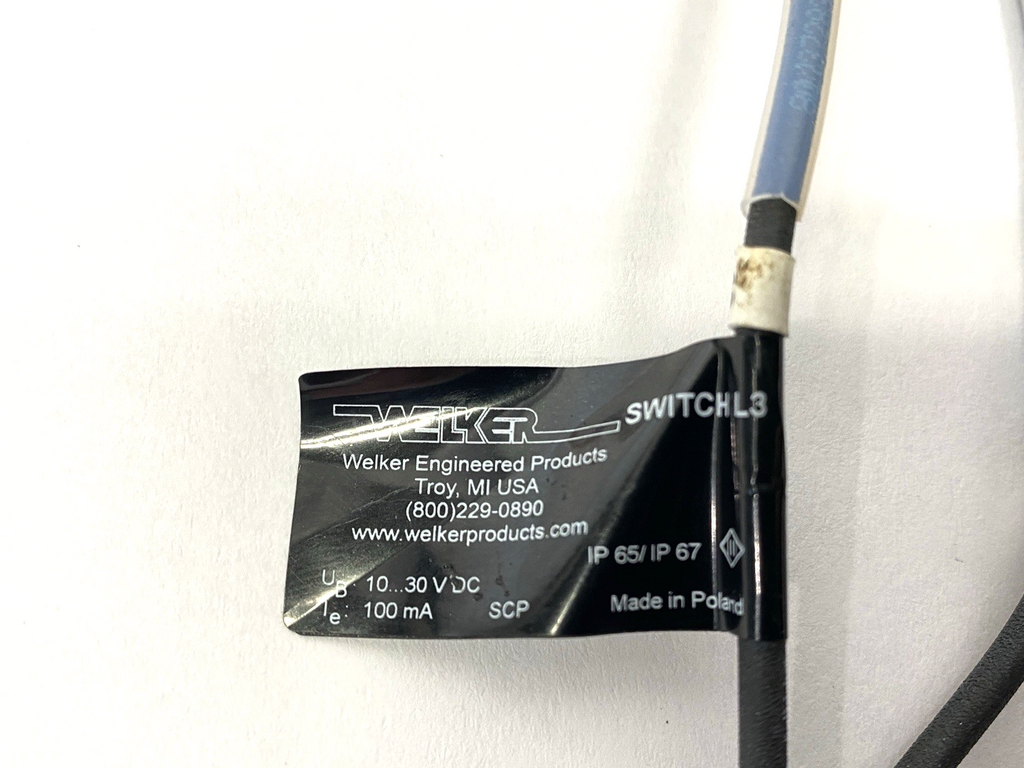 WELKER SWITCH L3
Welker Engineered Products
Troy, MI USA
(800)229-0890
www.welkerproducts.com
IP 65/ IP 67
UB: 10...30 V DC
Ie: 100 mA SCP Made in Poland